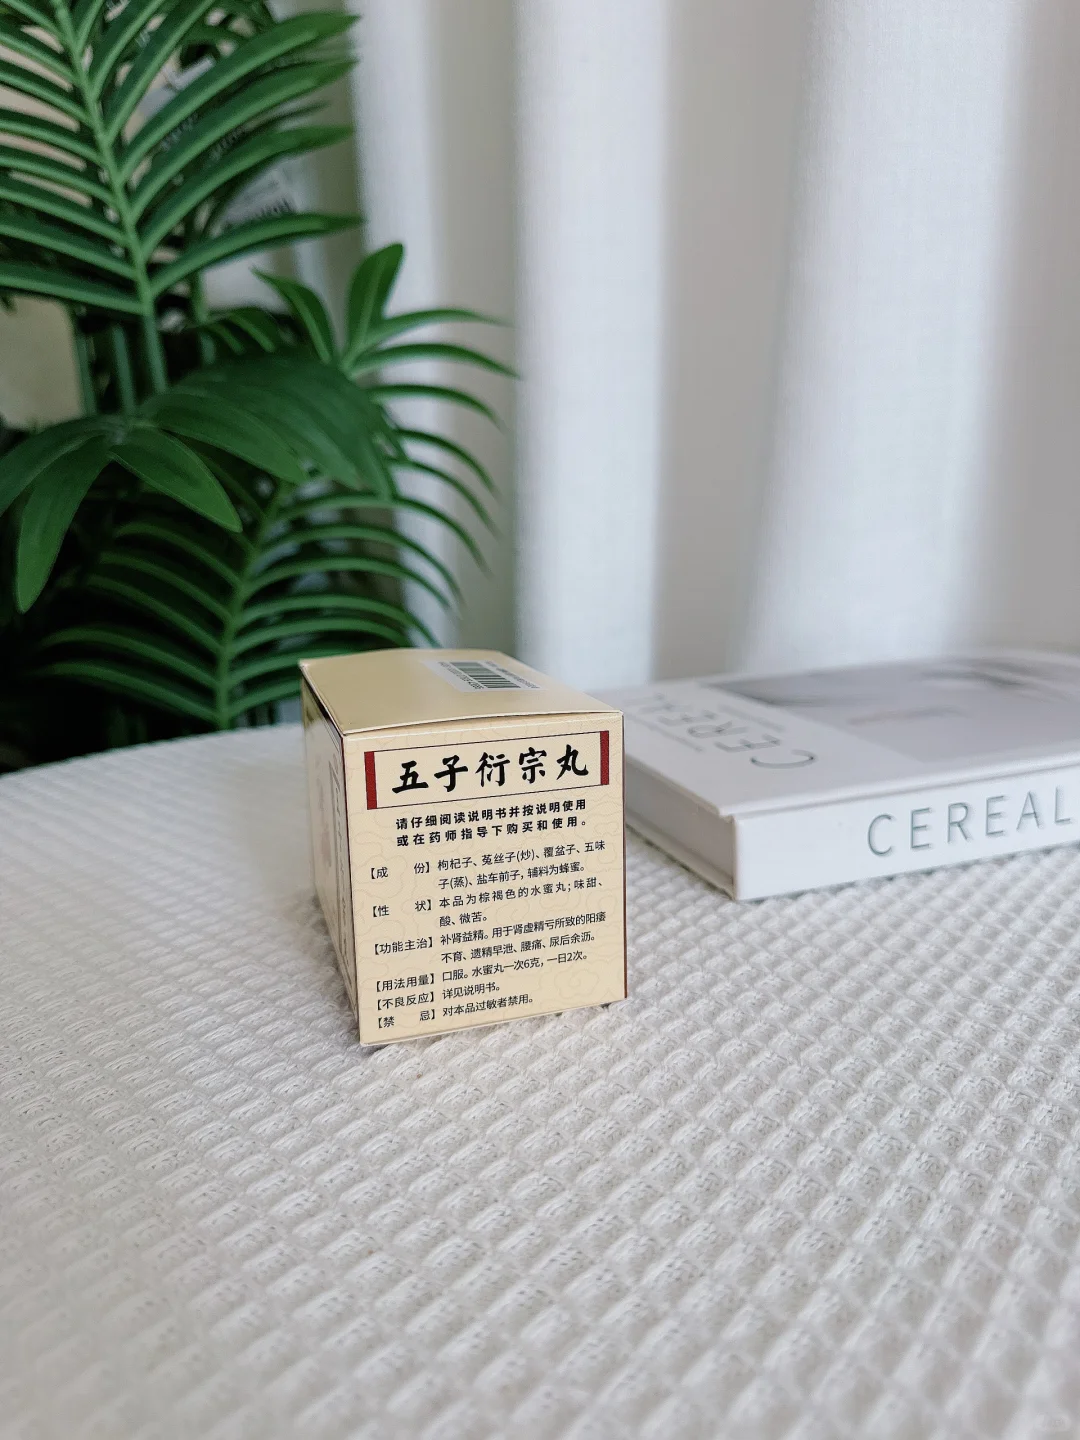 五子衍宗丸
请仔细阅读说明书并按说明使用
或在药师指导下购买和使用。
【成　份】枸杞子、菟丝子(炒)、覆盆子、五味
子(蒸)、盐车前子，辅料为蜂蜜。
【性　状】本品为棕褐色的水蜜丸；味甜、
酸、微苦。
【功能主治】补肾益精。用于肾虚精亏所致的阳痿
不育、遗精早泄、腰痛、尿后余沥。
【用法用量】口服。水蜜丸一次6克，一日2次。
【不良反应】详见说明书。
【禁　忌】对本品过敏者禁用。
CEREAL
CEREAL